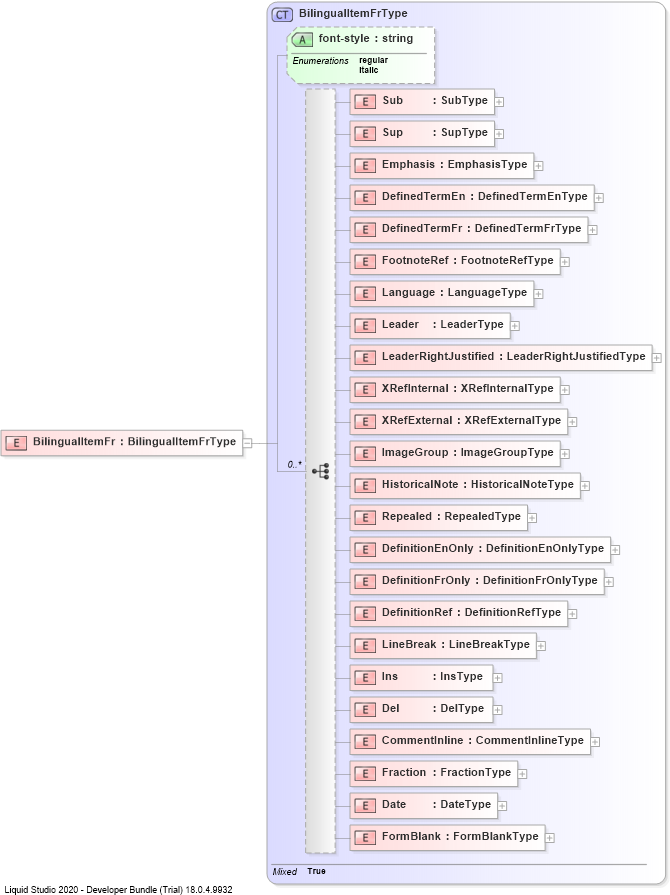 CT BilingualItemFrType
A font-style : string
Enumerations regular
italic
E Sub : SubType
E Sup : SupType
E Emphasis : EmphasisType
E DefinedTermEn : DefinedTermEnType
E DefinedTermFr : DefinedTermFrType
E FootnoteRef : FootnoteRefType
E Language : LanguageType
E Leader : LeaderType
E LeaderRightJustified : LeaderRightJustifiedType
E XRefInternal : XRefInternalType
E XRefExternal : XRefExternalType
E BilingualItemFr : BilingualItemFrType
E ImageGroup : ImageGroupType
0..*
E HistoricalNote : HistoricalNoteType
E Repealed : RepealedType
E DefinitionEnOnly : DefinitionEnOnlyType
E DefinitionFrOnly : DefinitionFrOnlyType
E DefinitionRef : DefinitionRefType
E LineBreak : LineBreakType
E Ins : InsType
E Del : DelType
E CommentInline : CommentInlineType
E Fraction : FractionType
E Date : DateType
E FormBlank : FormBlankType
Mixed True
Liquid Studio 2020 - Developer Bundle (Trial) 18.0.4.9932